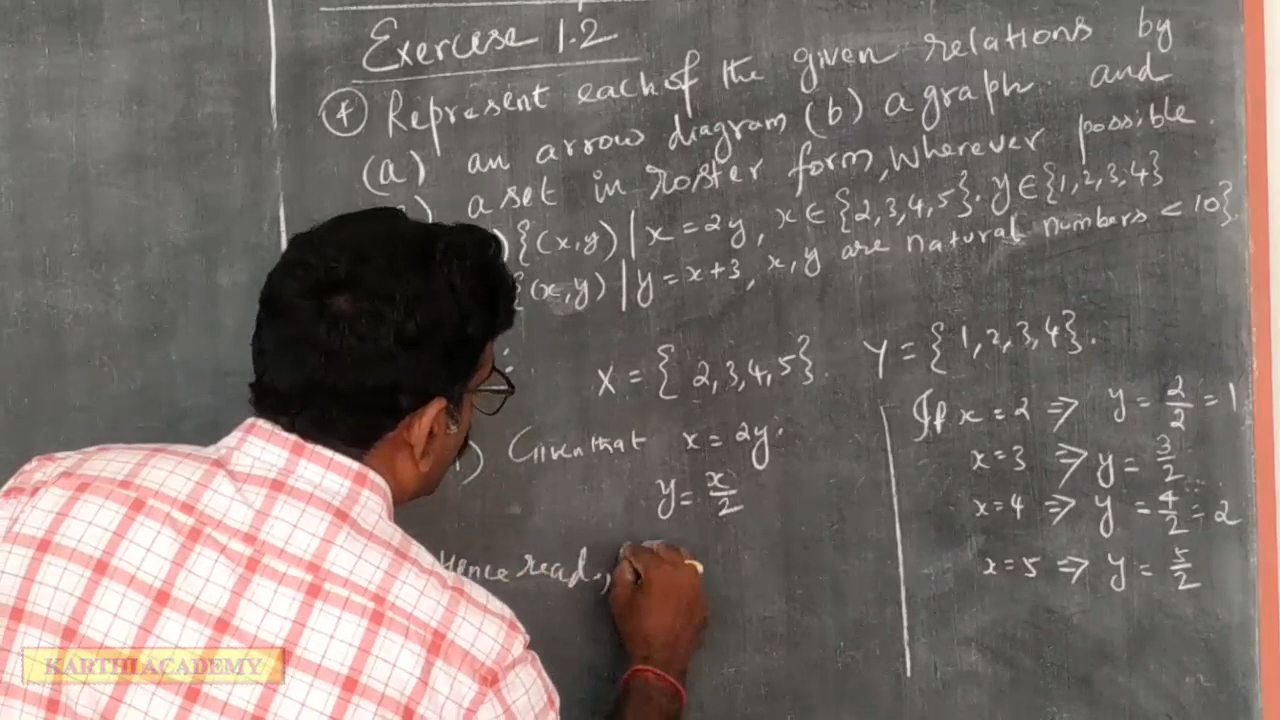 Exercise 1.2
4 Represent each of the given relations by
(a) an arrow diagram (b) a graph and
) a set in roster form, wherever possible.
) {(x,y) | x = 2y, x ∈ {2,3,4,5}. y ∈ {1,2,3,4}
{(x,y) | y = x+3, x, y are natural numbers < 10}.
X = { 2,3,4,5}. Y = { 1,2,3,4}.
) Given that x = 2y.
y = x/2
Hence read.,
If x = 2 ⇒ y = 2/2 = 1
x = 3 ⇒ y = 3/2
x = 4 ⇒ y = 4/2 = 2
x = 5 ⇒ y = 5/2
KARTHI ACADEMY